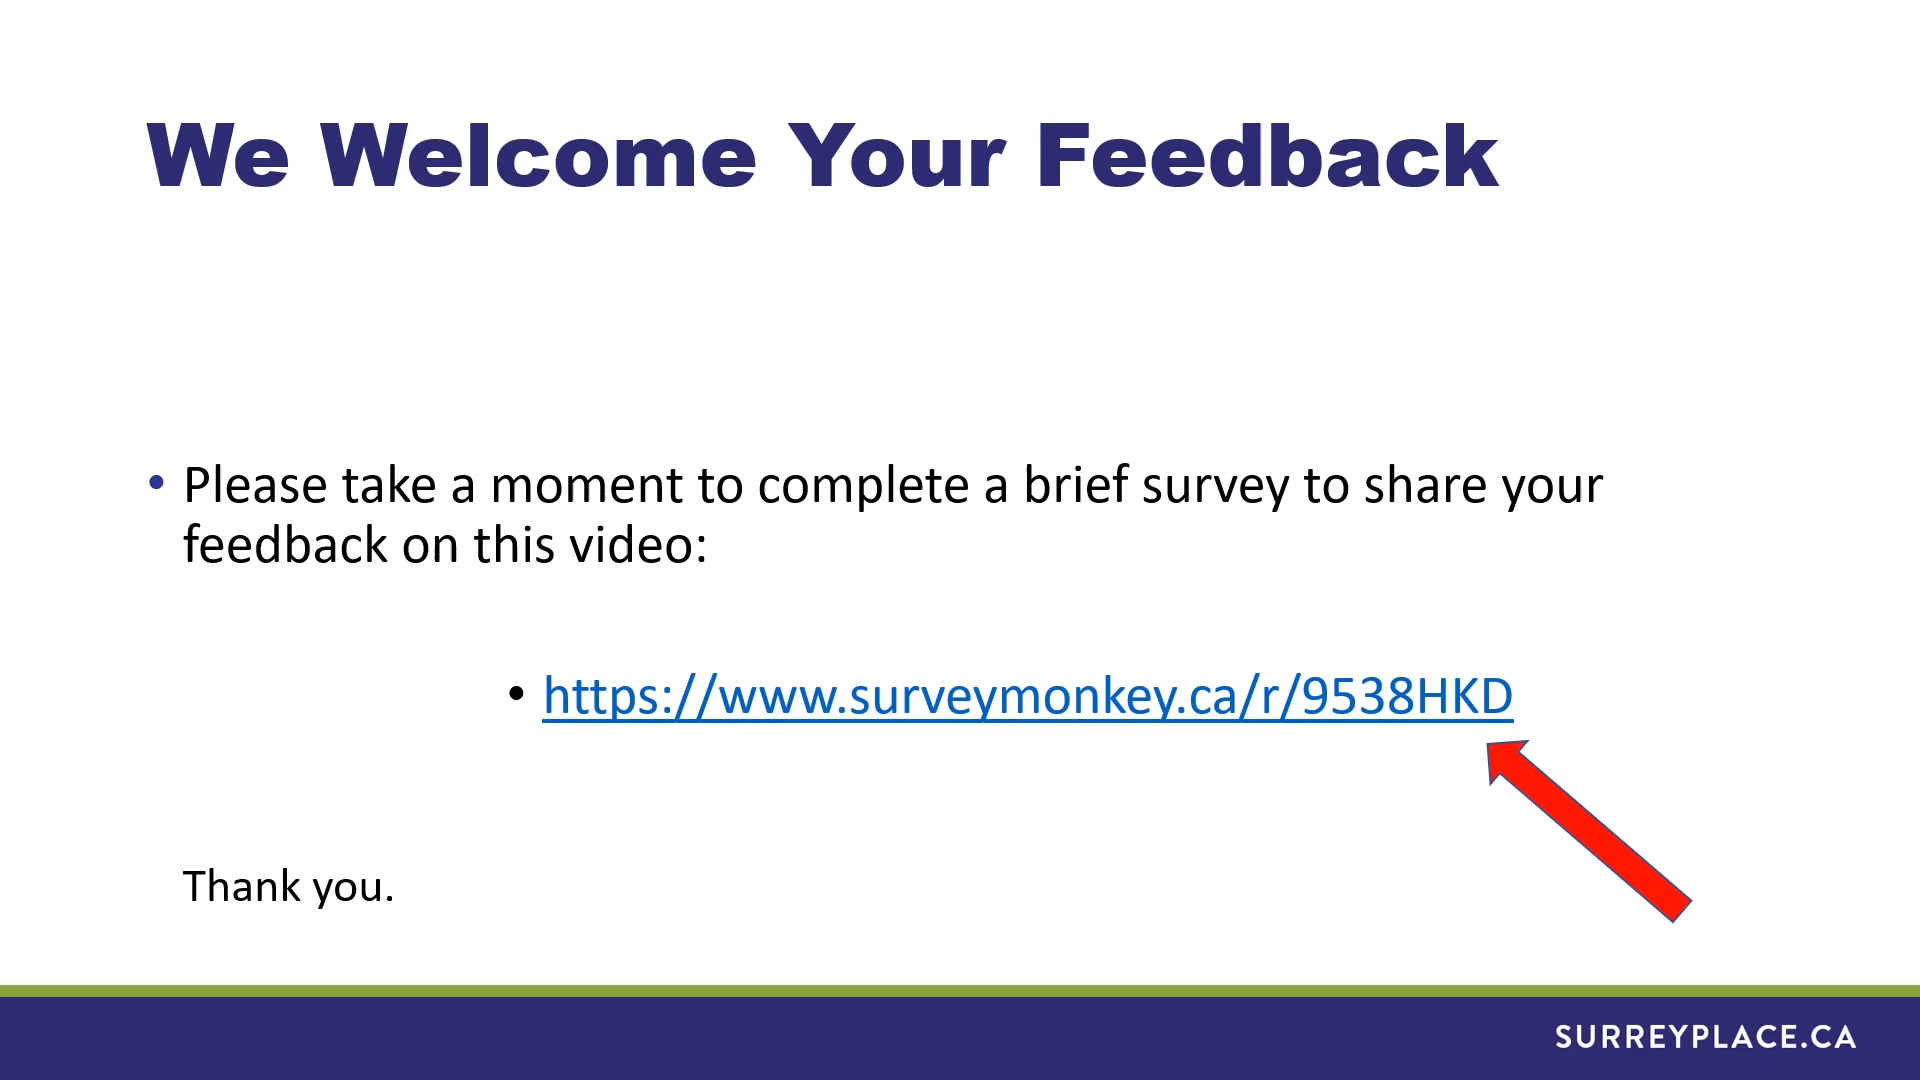 We Welcome Your Feedback
• Please take a moment to complete a brief survey to share your
feedback on this video:
• https://www.surveymonkey.ca/r/9538HKD
Thank you.
SURREYPLACE.CA